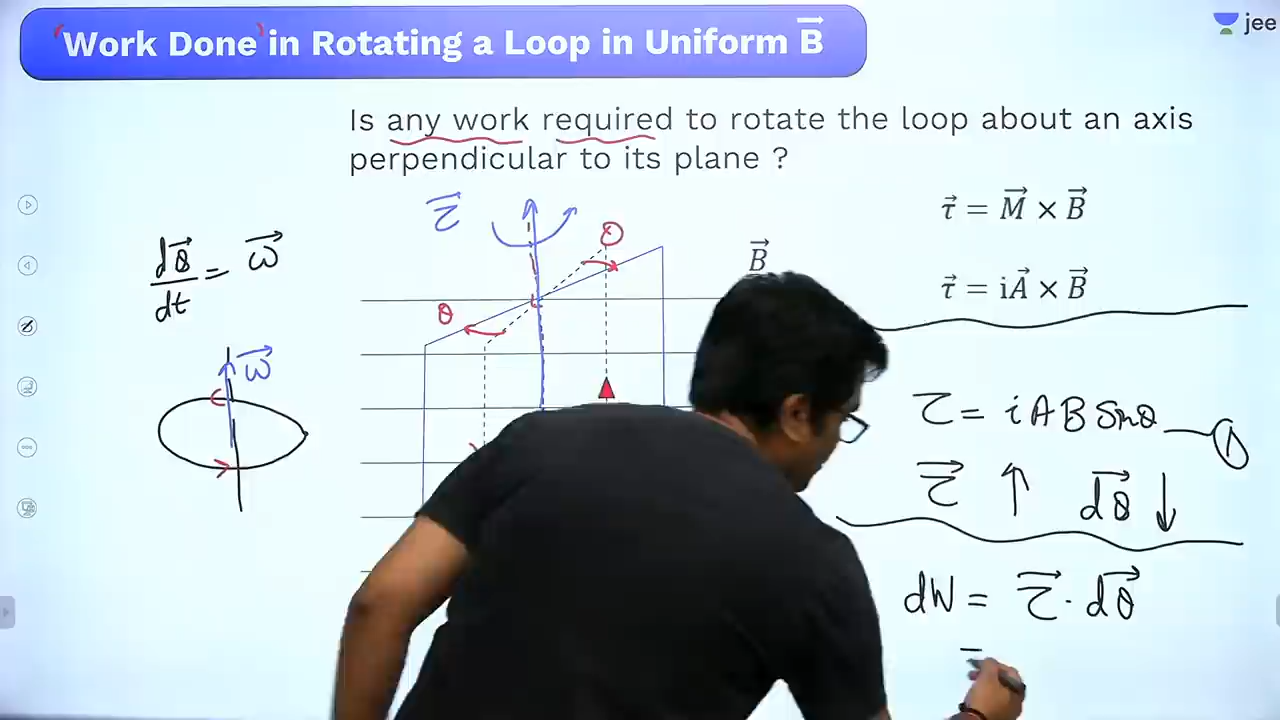 Work Done in Rotating a Loop in Uniform B⃗
jee
Is any work required to rotate the loop about an axis
perpendicular to its plane ?
τ⃗ = M⃗ × B⃗
τ⃗ = iA⃗ × B⃗
τ⃗
θ
θ
B⃗
dθ⃗/dt = ω⃗
ω⃗
τ = iAB Sinθ — ①
τ⃗ ↑ dθ⃗ ↓
dW = τ⃗ · dθ⃗